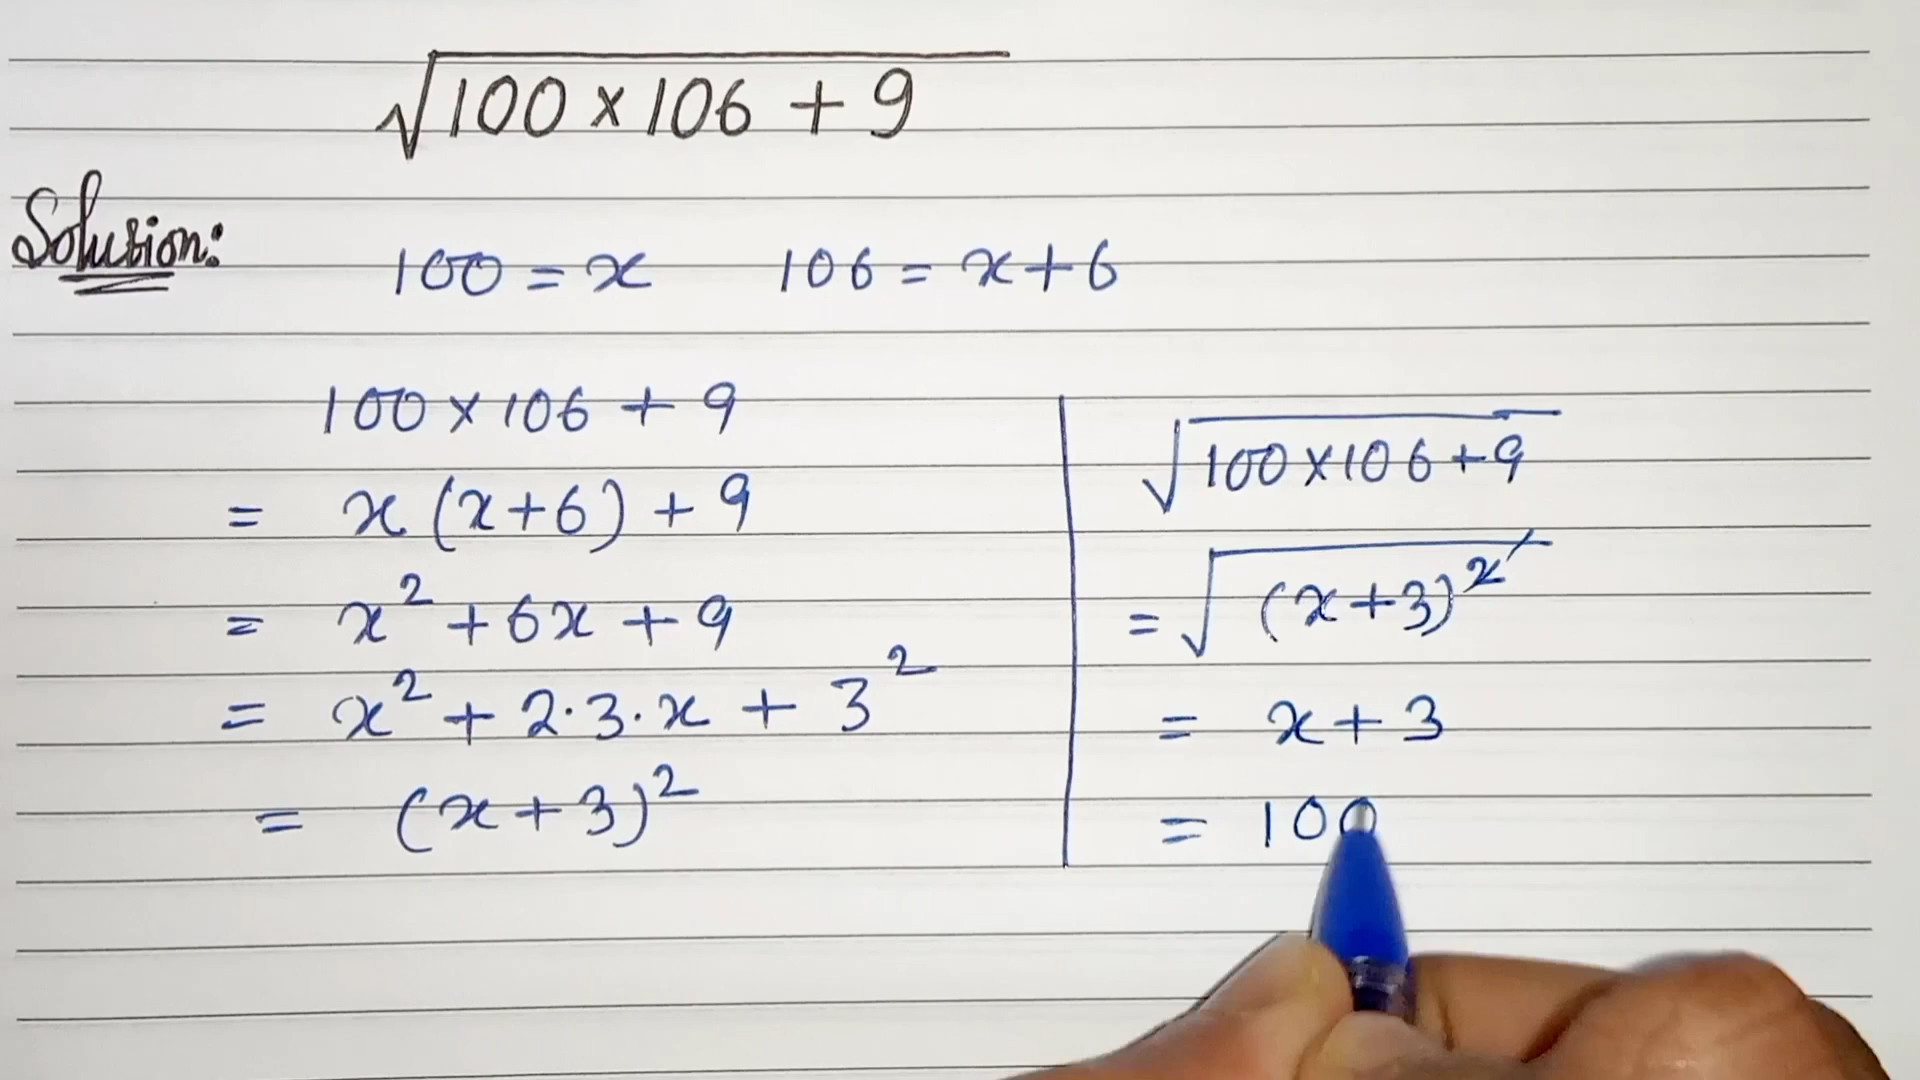 √100×106 + 9
Solution:
100 = x    106 = x+6
100×106 + 9
= x(x+6) + 9
= x² + 6x + 9
= x² + 2·3·x + 3²
= (x+3)²
√100×106+9
= √(x+3)²
= x+3
= 100